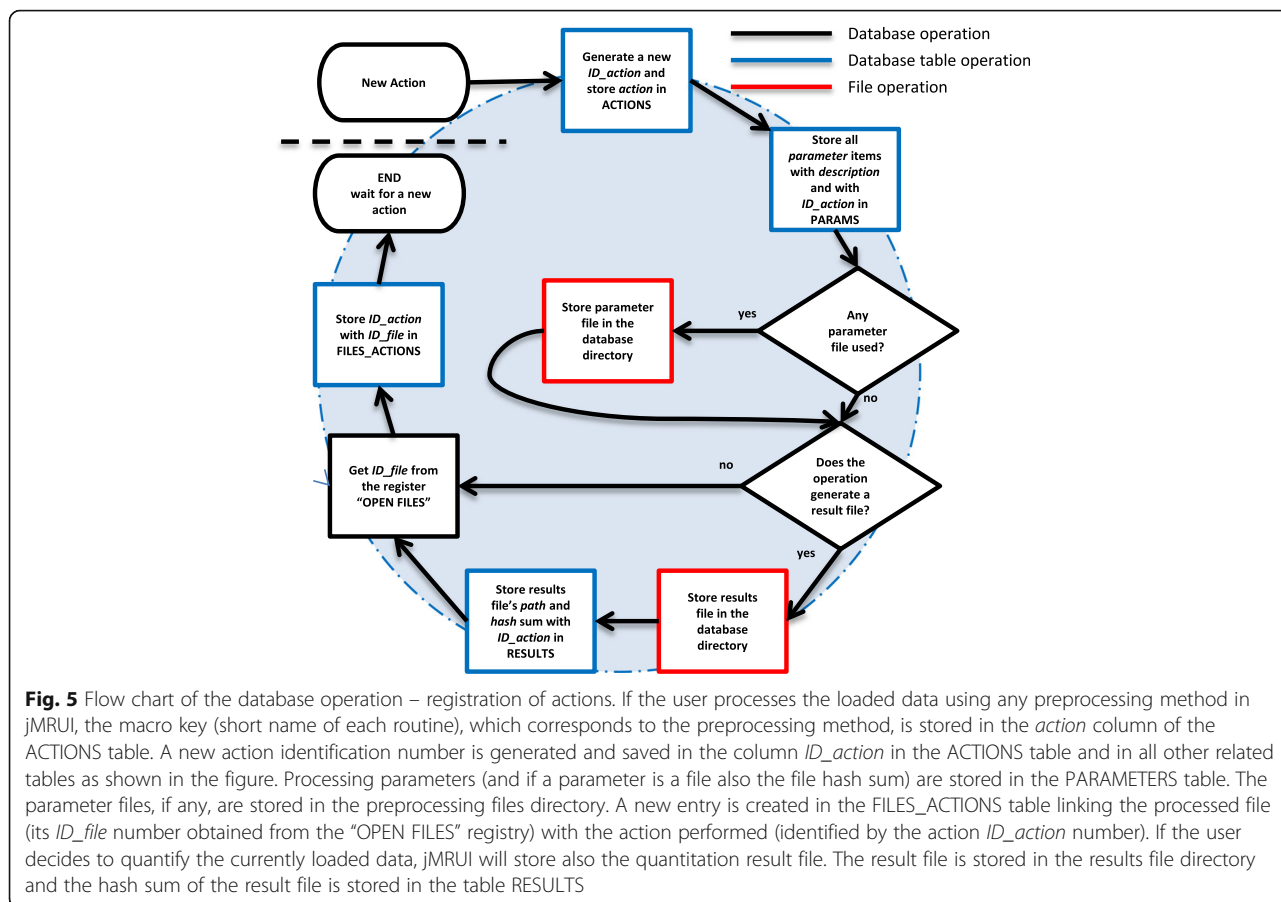 New Action
Generate a new
ID_action and
store action in
ACTIONS
Database operation
Database table operation
File operation
Store all
parameter items
with description
and with
ID_action in
PARAMS
END
wait for a new
action
Store ID_action
with ID_file in
FILES_ACTIONS
Store parameter
file in the
database
directory
yes
Any
parameter
file used?
no
Get ID_file from
the register
“OPEN FILES”
no
Does the
operation
generate a
result file?
yes
Store results
file's path and
hash sum with
ID_action in
RESULTS
Store results
file in the
database
directory
Fig. 5 Flow chart of the database operation – registration of actions. If the user processes the loaded data using any preprocessing method in
jMRUI, the macro key (short name of each routine), which corresponds to the preprocessing method, is stored in the action column of the
ACTIONS table. A new action identification number is generated and saved in the column ID_action in the ACTIONS table and in all other related
tables as shown in the figure. Processing parameters (and if a parameter is a file also the file hash sum) are stored in the PARAMETERS table. The
parameter files, if any, are stored in the preprocessing files directory. A new entry is created in the FILES_ACTIONS table linking the processed file
(its ID_file number obtained from the “OPEN FILES” registry) with the action performed (identified by the action ID_action number). If the user
decides to quantify the currently loaded data, jMRUI will store also the quantitation result file. The result file is stored in the results file directory
and the hash sum of the result file is stored in the table RESULTS